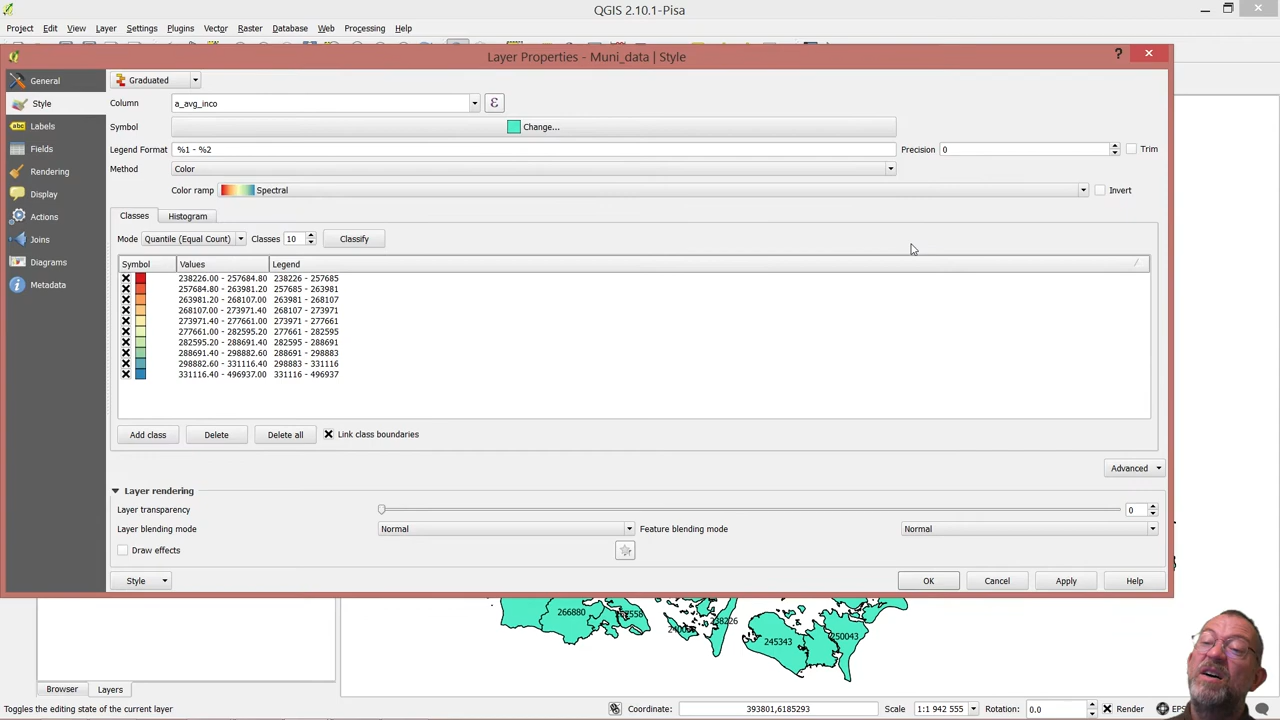 QGIS 2.10.1-Pisa
Project Edit View Layer Settings Plugins Vector Raster Database Web Processing Help
Layer Properties - Muni_data | Style
General
Style
Labels
Fields
Rendering
Display
Actions
Joins
Diagrams
Metadata
Graduated
Column a_avg_inco ε
Symbol Change...
Legend Format %1 - %2 Precision 0 Trim
Method Color
Color ramp Spectral Invert
Classes Histogram
Mode Quantile (Equal Count) Classes 10 Classify
Symbol Values Legend
238226.00 - 257684.80 238226 - 257685
257684.80 - 263981.20 257685 - 263981
263981.20 - 268107.00 263981 - 268107
268107.00 - 273971.40 268107 - 273971
273971.40 - 277661.00 273971 - 277661
277661.00 - 282595.20 277661 - 282595
282595.20 - 288691.40 282595 - 288691
288691.40 - 298882.60 288691 - 298883
298882.60 - 331116.40 298883 - 331116
331116.40 - 496937.00 331116 - 496937
Add class Delete Delete all Link class boundaries
Advanced
Layer rendering
Layer transparency 0
Layer blending mode Normal Feature blending mode Normal
Draw effects
Style OK Cancel Apply Help
266880 238226 245343 250043
Browser Layers
Toggles the editing state of the current layer Coordinate: 393801,6185293 Scale 1:1 942 555 Rotation: 0.0 Render